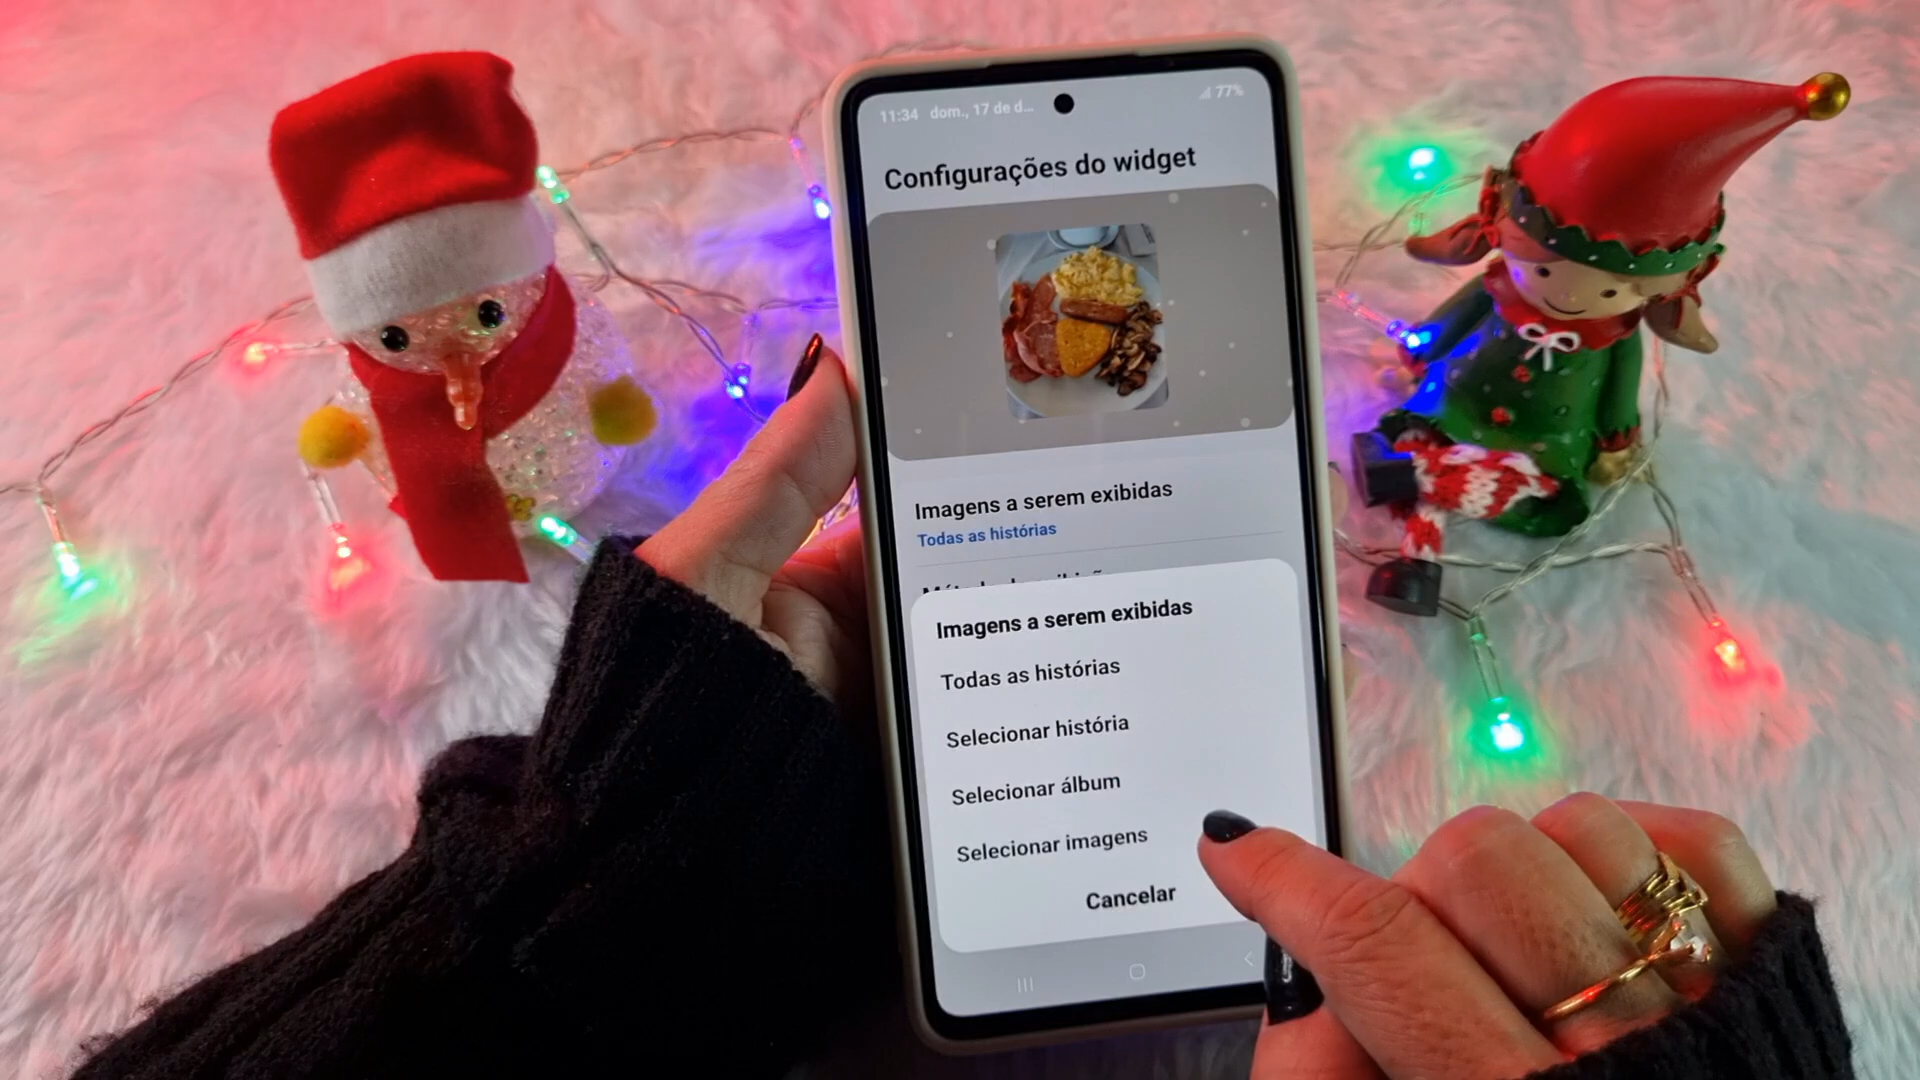 11:34 dom., 17 de d... 77%
Configurações do widget
Imagens a serem exibidas
Todas as histórias
Imagens a serem exibidas
Todas as histórias
Selecionar história
Selecionar álbum
Selecionar imagens
Cancelar